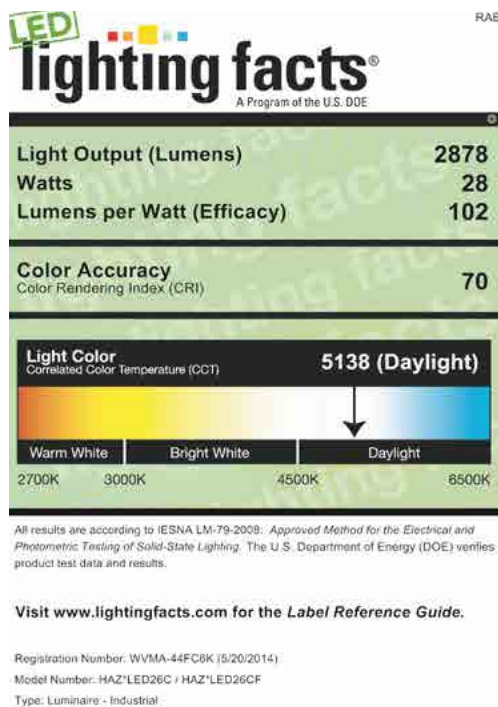 RAB
LED
lighting facts®
A Program of the U.S. DOE
Light Output (Lumens) 2878
Watts 28
Lumens per Watt (Efficacy) 102
Color Accuracy 70
Color Rendering Index (CRI)
Light Color 5138 (Daylight)
Correlated Color Temperature (CCT)
Warm White Bright White Daylight
2700K 3000K 4500K 6500K
All results are according to IESNA LM-79-2008: Approved Method for the Electrical and
Photometric Testing of Solid-State Lighting. The U.S. Department of Energy (DOE) verifies
product test data and results.
Visit www.lightingfacts.com for the Label Reference Guide.
Registration Number: WVMA-44FC6K (5/20/2014)
Model Number: HAZ*LED26C / HAZ*LED26CF
Type: Luminaire - Industrial